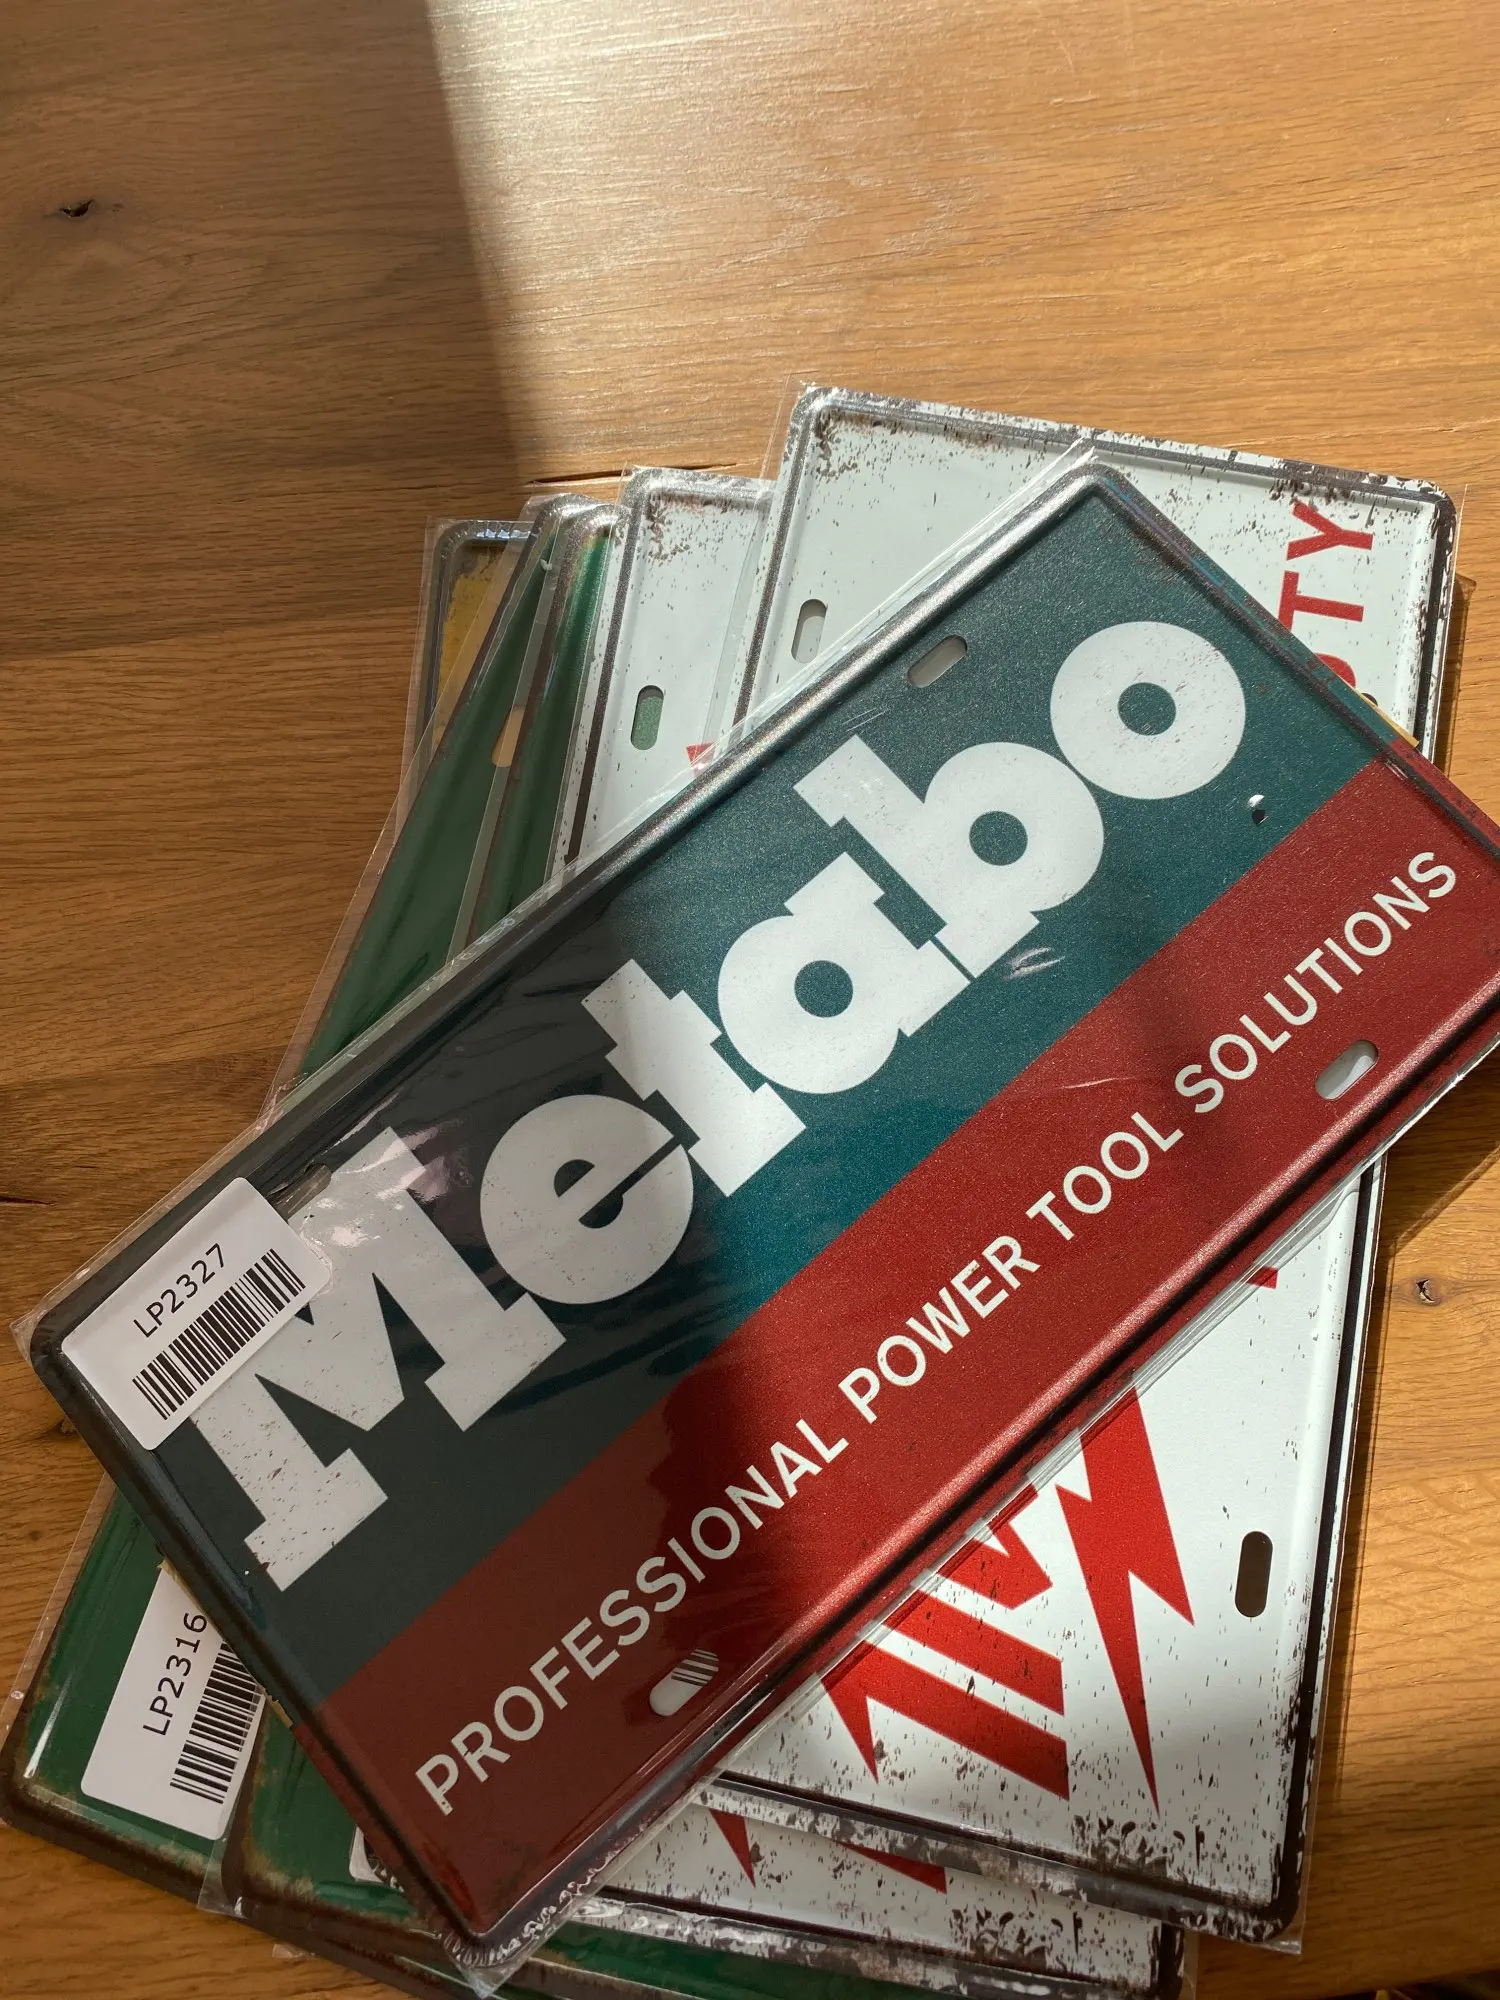 Metabo
PROFESSIONAL POWER TOOL SOLUTIONS
LP2327
LP2316